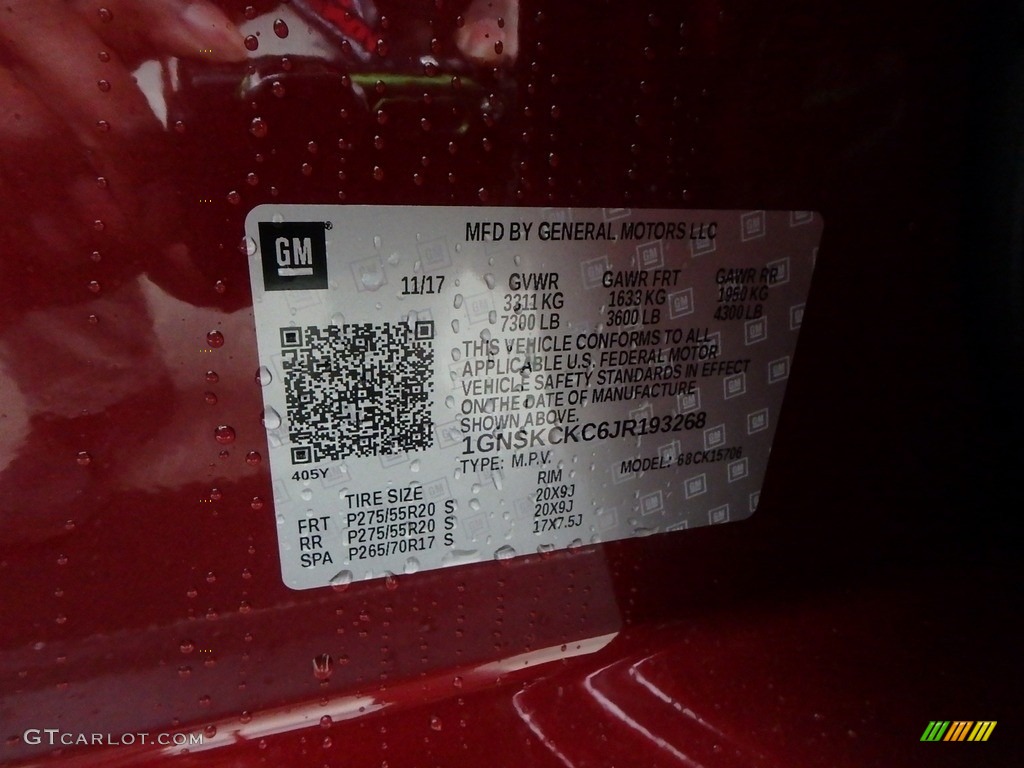 GM
MFD BY GENERAL MOTORS LLC
11/17 GVWR GAWR FRT GAWR RR
3311 KG 1633 KG 1950 KG
7300 LB 3600 LB 4300 LB
THIS VEHICLE CONFORMS TO ALL
APPLICABLE U.S. FEDERAL MOTOR
VEHICLE SAFETY STANDARDS IN EFFECT
ON THE DATE OF MANUFACTURE
SHOWN ABOVE.
1GNSKCKC6JR193268
TYPE: M.P.V. MODEL: 68CK15706
405Y
TIRE SIZE RIM
FRT P275/55R20 S 20X9J
RR P275/55R20 S 20X9J
SPA P265/70R17 S 17X7.5J
GTCARLOT.COM